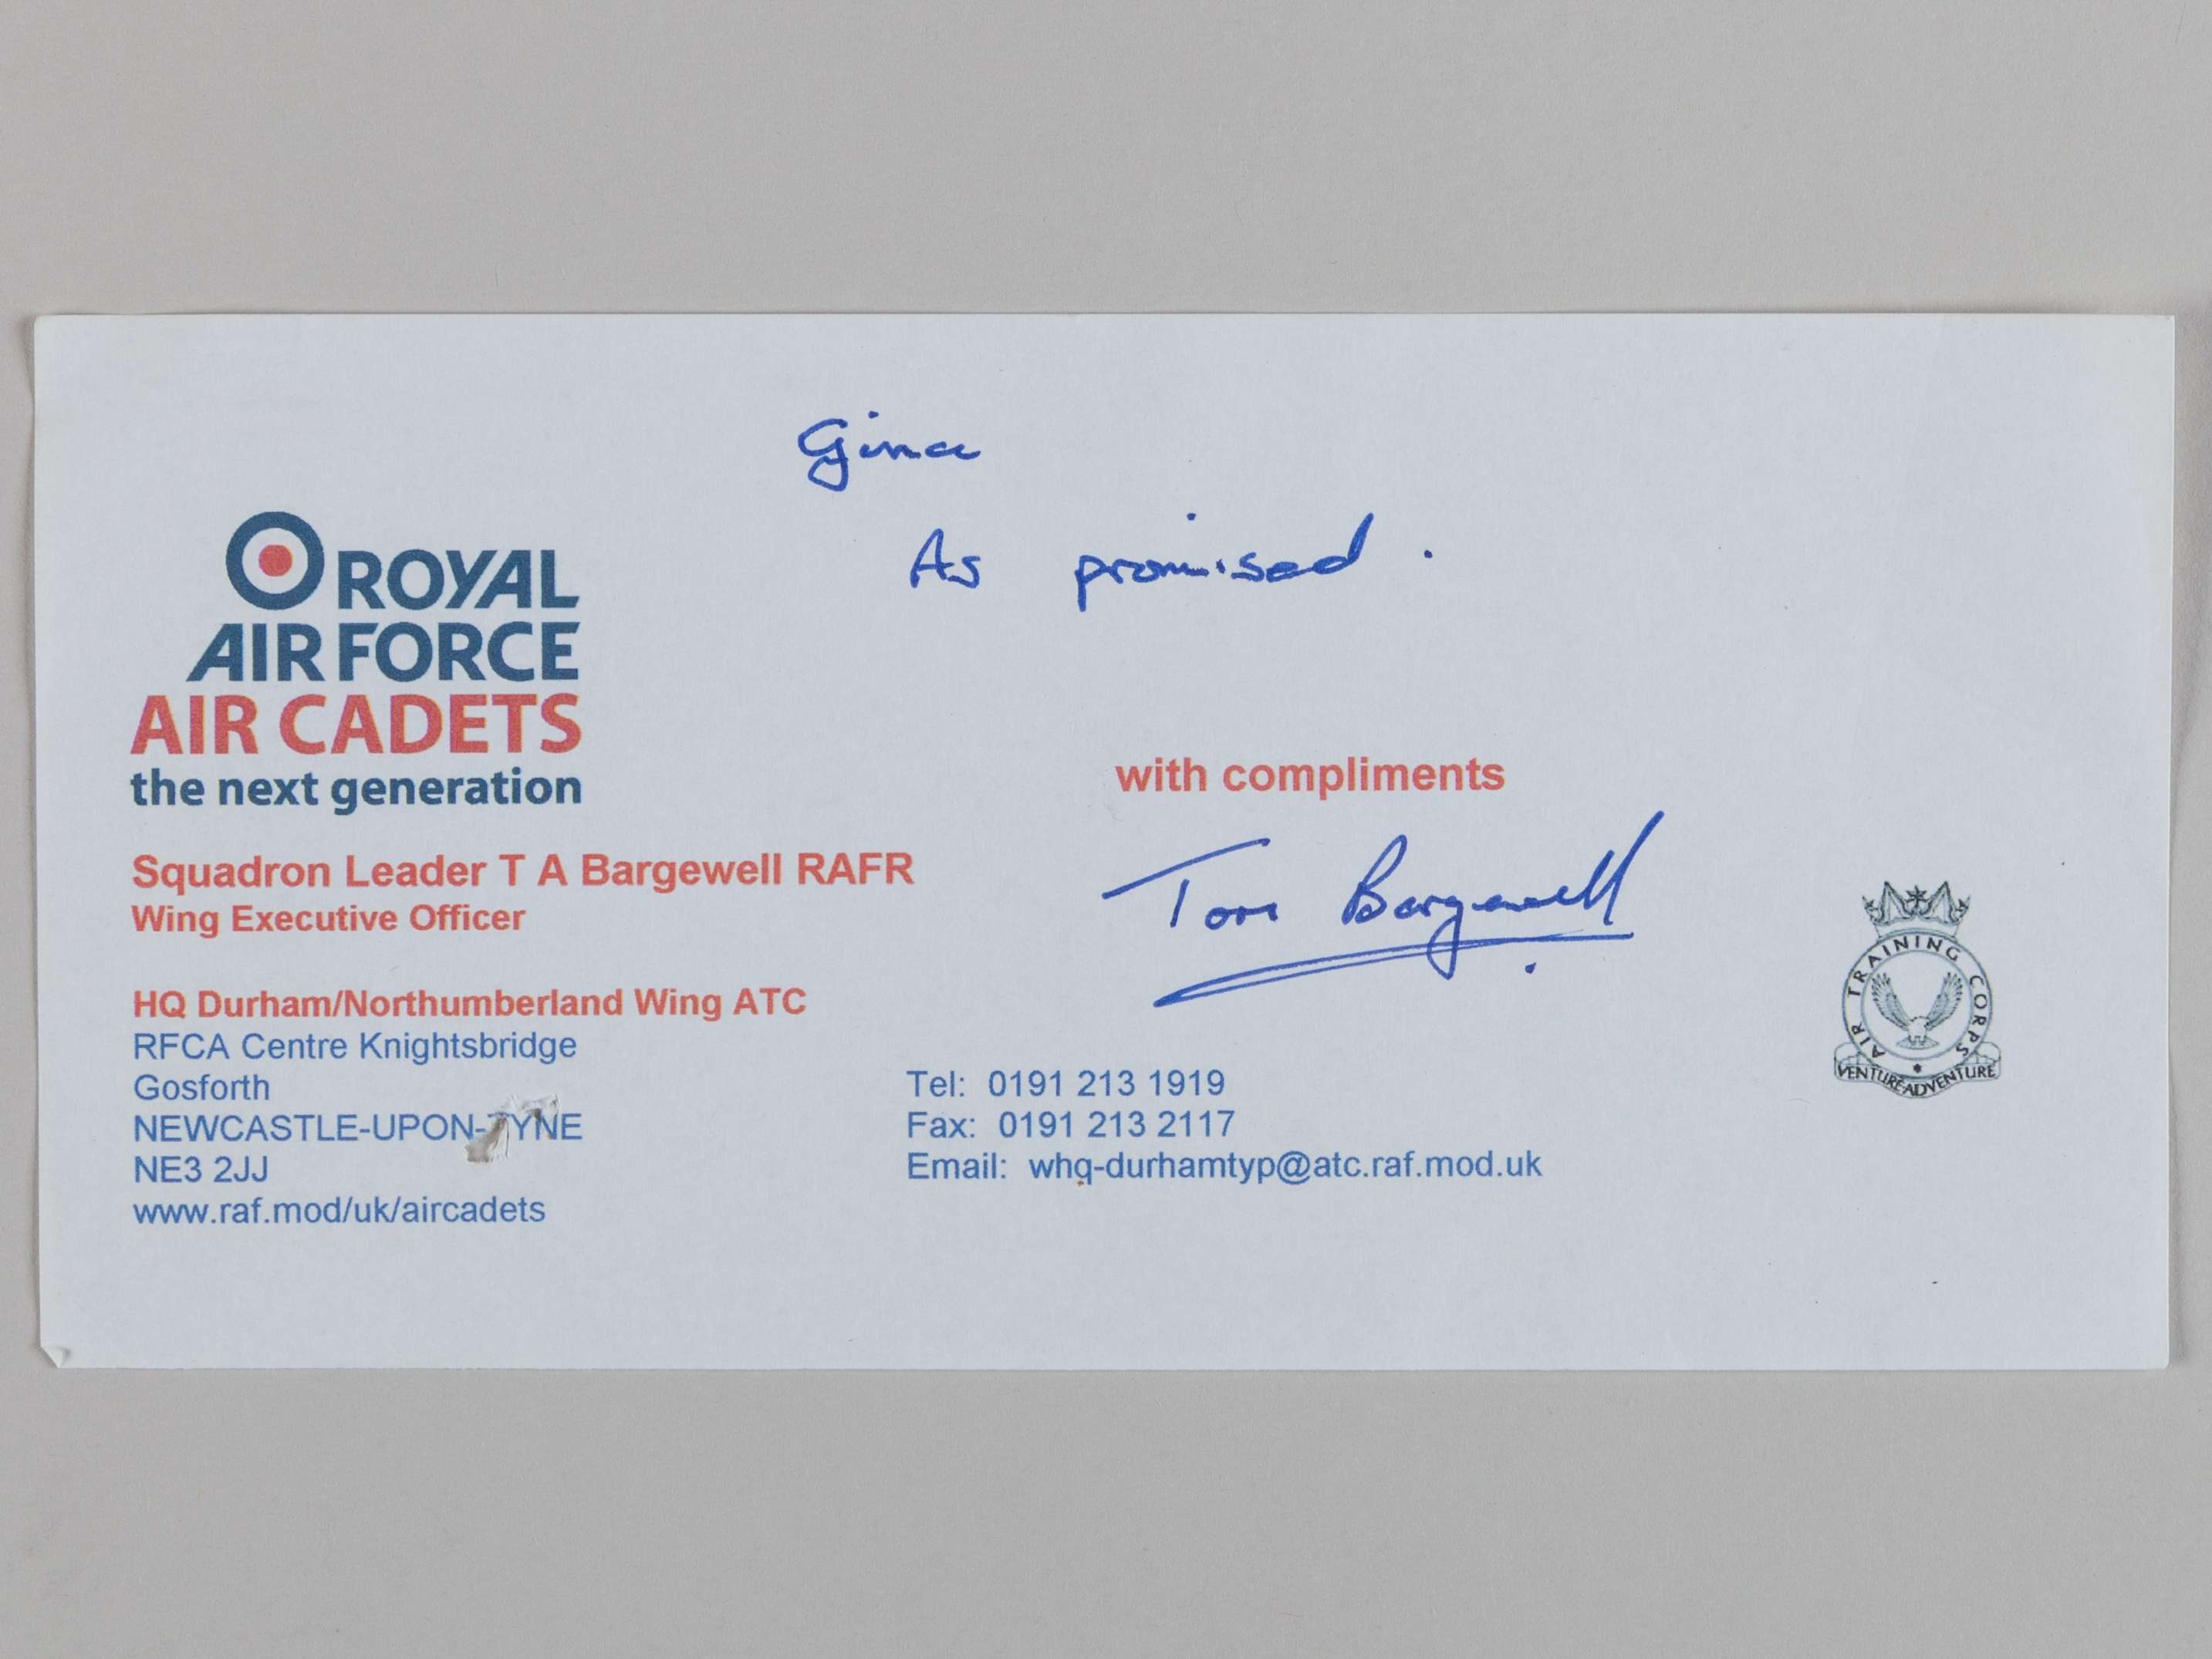 Gina
As promised.
ROYAL
AIR FORCE
AIR CADETS
the next generation
with compliments
Squadron Leader T A Bargewell RAFR
Wing Executive Officer
Tom Bargewell
HQ Durham/Northumberland Wing ATC
RFCA Centre Knightsbridge
Gosforth
NEWCASTLE-UPON-TYNE
NE3 2JJ
www.raf.mod/uk/aircadets
Tel: 0191 213 1919
Fax: 0191 213 2117
Email: whq-durhamtyp@atc.raf.mod.uk
AIR TRAINING CORPS
VENTURE ADVENTURE